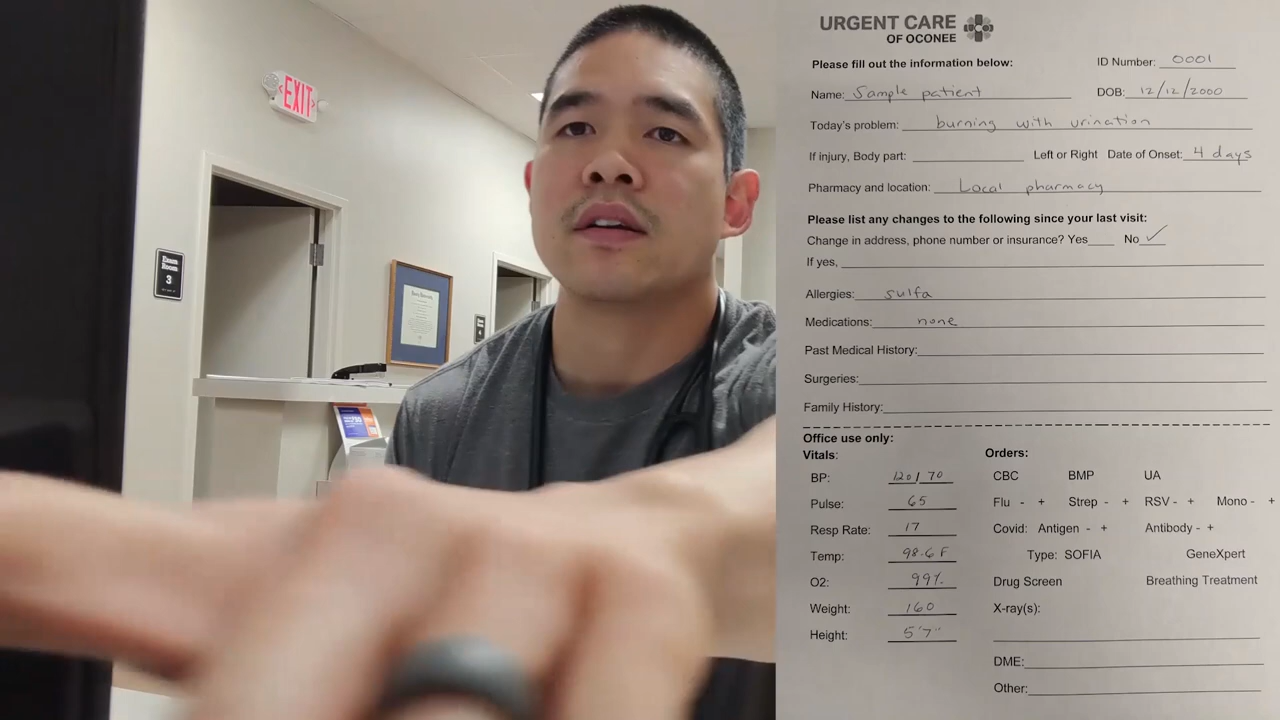 EXIT
Exam
Room
3
URGENT CARE
OF OCONEE
Please fill out the information below:
ID Number: 0001
Name: Sample patient
DOB: 12/12/2000
Today's problem: burning with urination
If injury, Body part: Left or Right Date of Onset: 4 days
Pharmacy and location: Local pharmacy
Please list any changes to the following since your last visit:
Change in address, phone number or insurance? Yes No ✓
If yes,
Allergies: sulfa
Medications: none
Past Medical History:
Surgeries:
Family History:
Office use only:
Vitals:
BP: 120/70
Pulse: 65
Resp Rate: 17
Temp: 98.6 F
O2: 99%
Weight: 160
Height: 5'7"
Orders:
CBC BMP UA
Flu - + Strep - + RSV - + Mono - +
Covid: Antigen - + Antibody - +
Type: SOFIA GeneXpert
Drug Screen Breathing Treatment
X-ray(s):
DME:
Other: